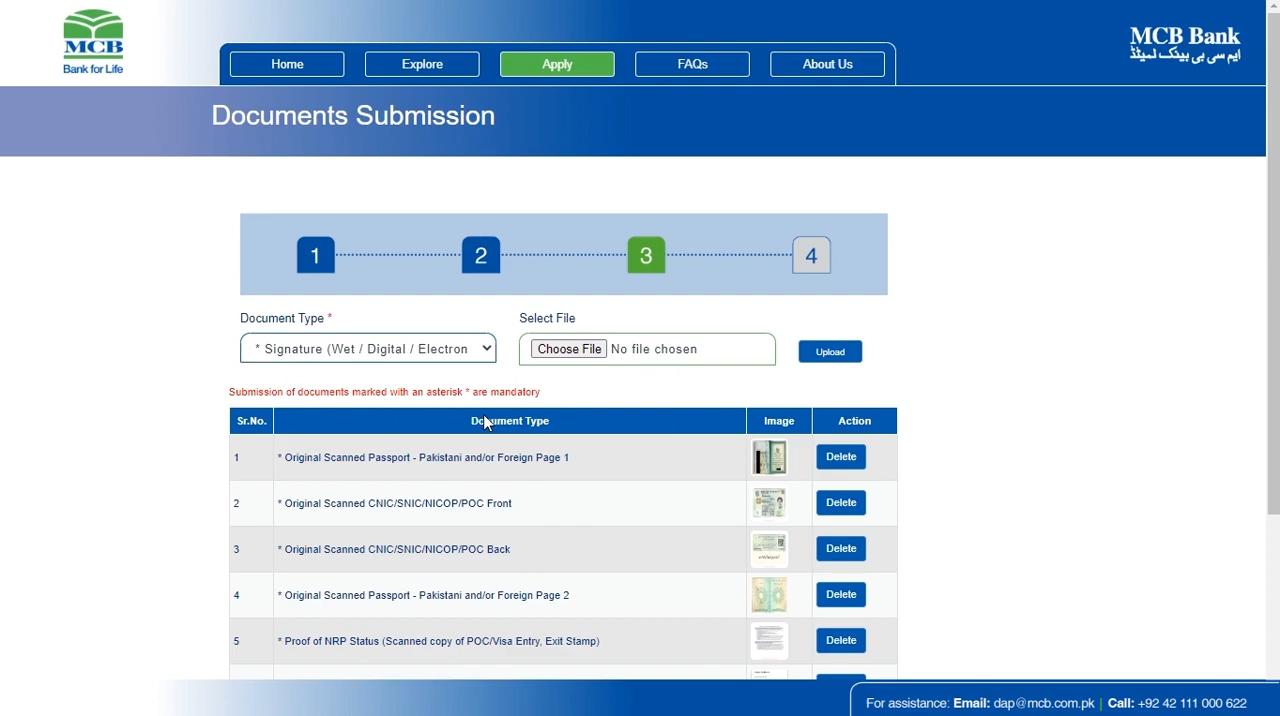 MCB
Bank for Life
Home
Explore
Apply
FAQs
About Us
MCB Bank
ایم سی بی بینک لمیٹڈ
Documents Submission
1
2
3
4
Document Type *
Select File
* Signature (Wet / Digital / Electron
Choose File No file chosen
Upload
Submission of documents marked with an asterisk * are mandatory
Sr.No. Document Type Image Action
1 * Original Scanned Passport - Pakistani and/or Foreign Page 1 Delete
2 * Original Scanned CNIC/SNIC/NICOP/POC Front Delete
3 * Original Scanned CNIC/SNIC/NICOP/POC Back Delete
4 * Original Scanned Passport - Pakistani and/or Foreign Page 2 Delete
5 * Proof of NRP Status (Scanned copy of POC/Visa Entry, Exit Stamp) Delete
For assistance: Email: dap@mcb.com.pk | Call: +92 42 111 000 622